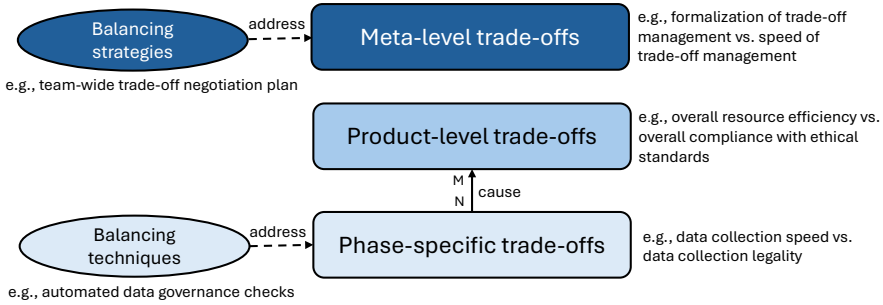 Balancing
strategies
address
Meta-level trade-offs
e.g., formalization of trade-off
management vs. speed of
trade-off management
e.g., team-wide trade-off negotiation plan
Product-level trade-offs
e.g., overall resource efficiency vs.
overall compliance with ethical
standards
M
cause
N
Balancing
techniques
address
Phase-specific trade-offs
e.g., data collection speed vs.
data collection legality
e.g., automated data governance checks